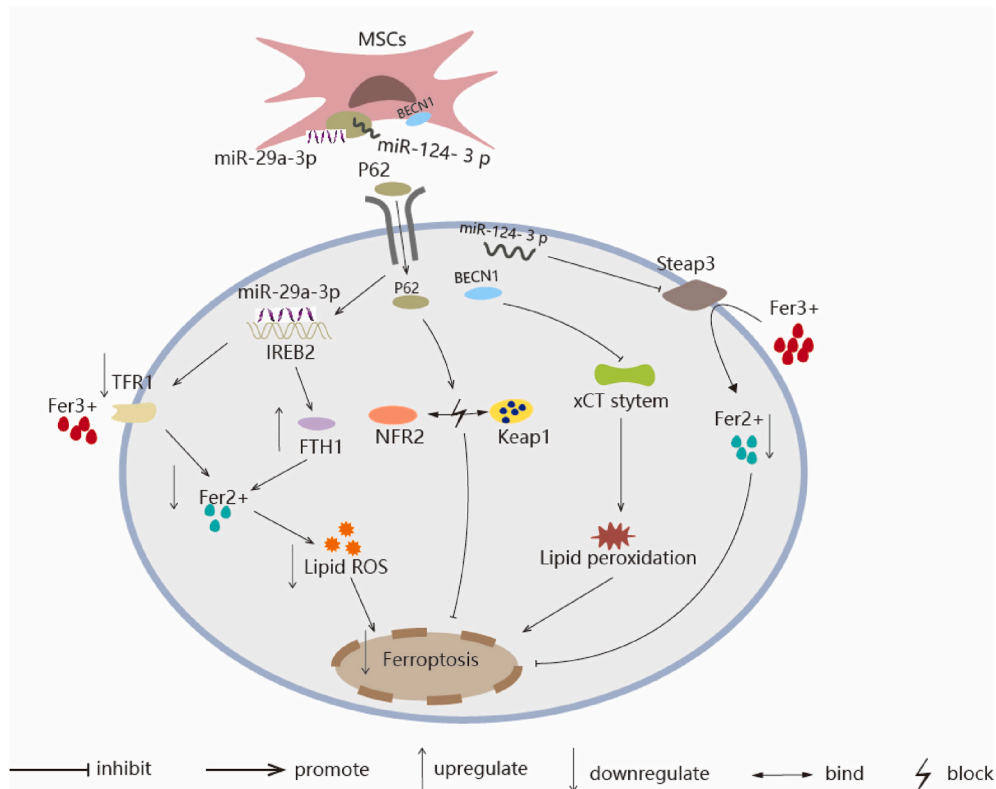 MSCs
BECN1
miR-29a-3p
miR-124- 3 p
P62
miR-124- 3 p
Steap3
BECN1
P62
miR-29a-3p
IREB2
Fer3+
TFR1
Fer3+
xCT stytem
FTH1
NFR2
Keap1
Fer2+
Fer2+
Lipid ROS
Lipid peroxidation
Ferroptosis
inhibit
promote
upregulate
downregulate
bind
block